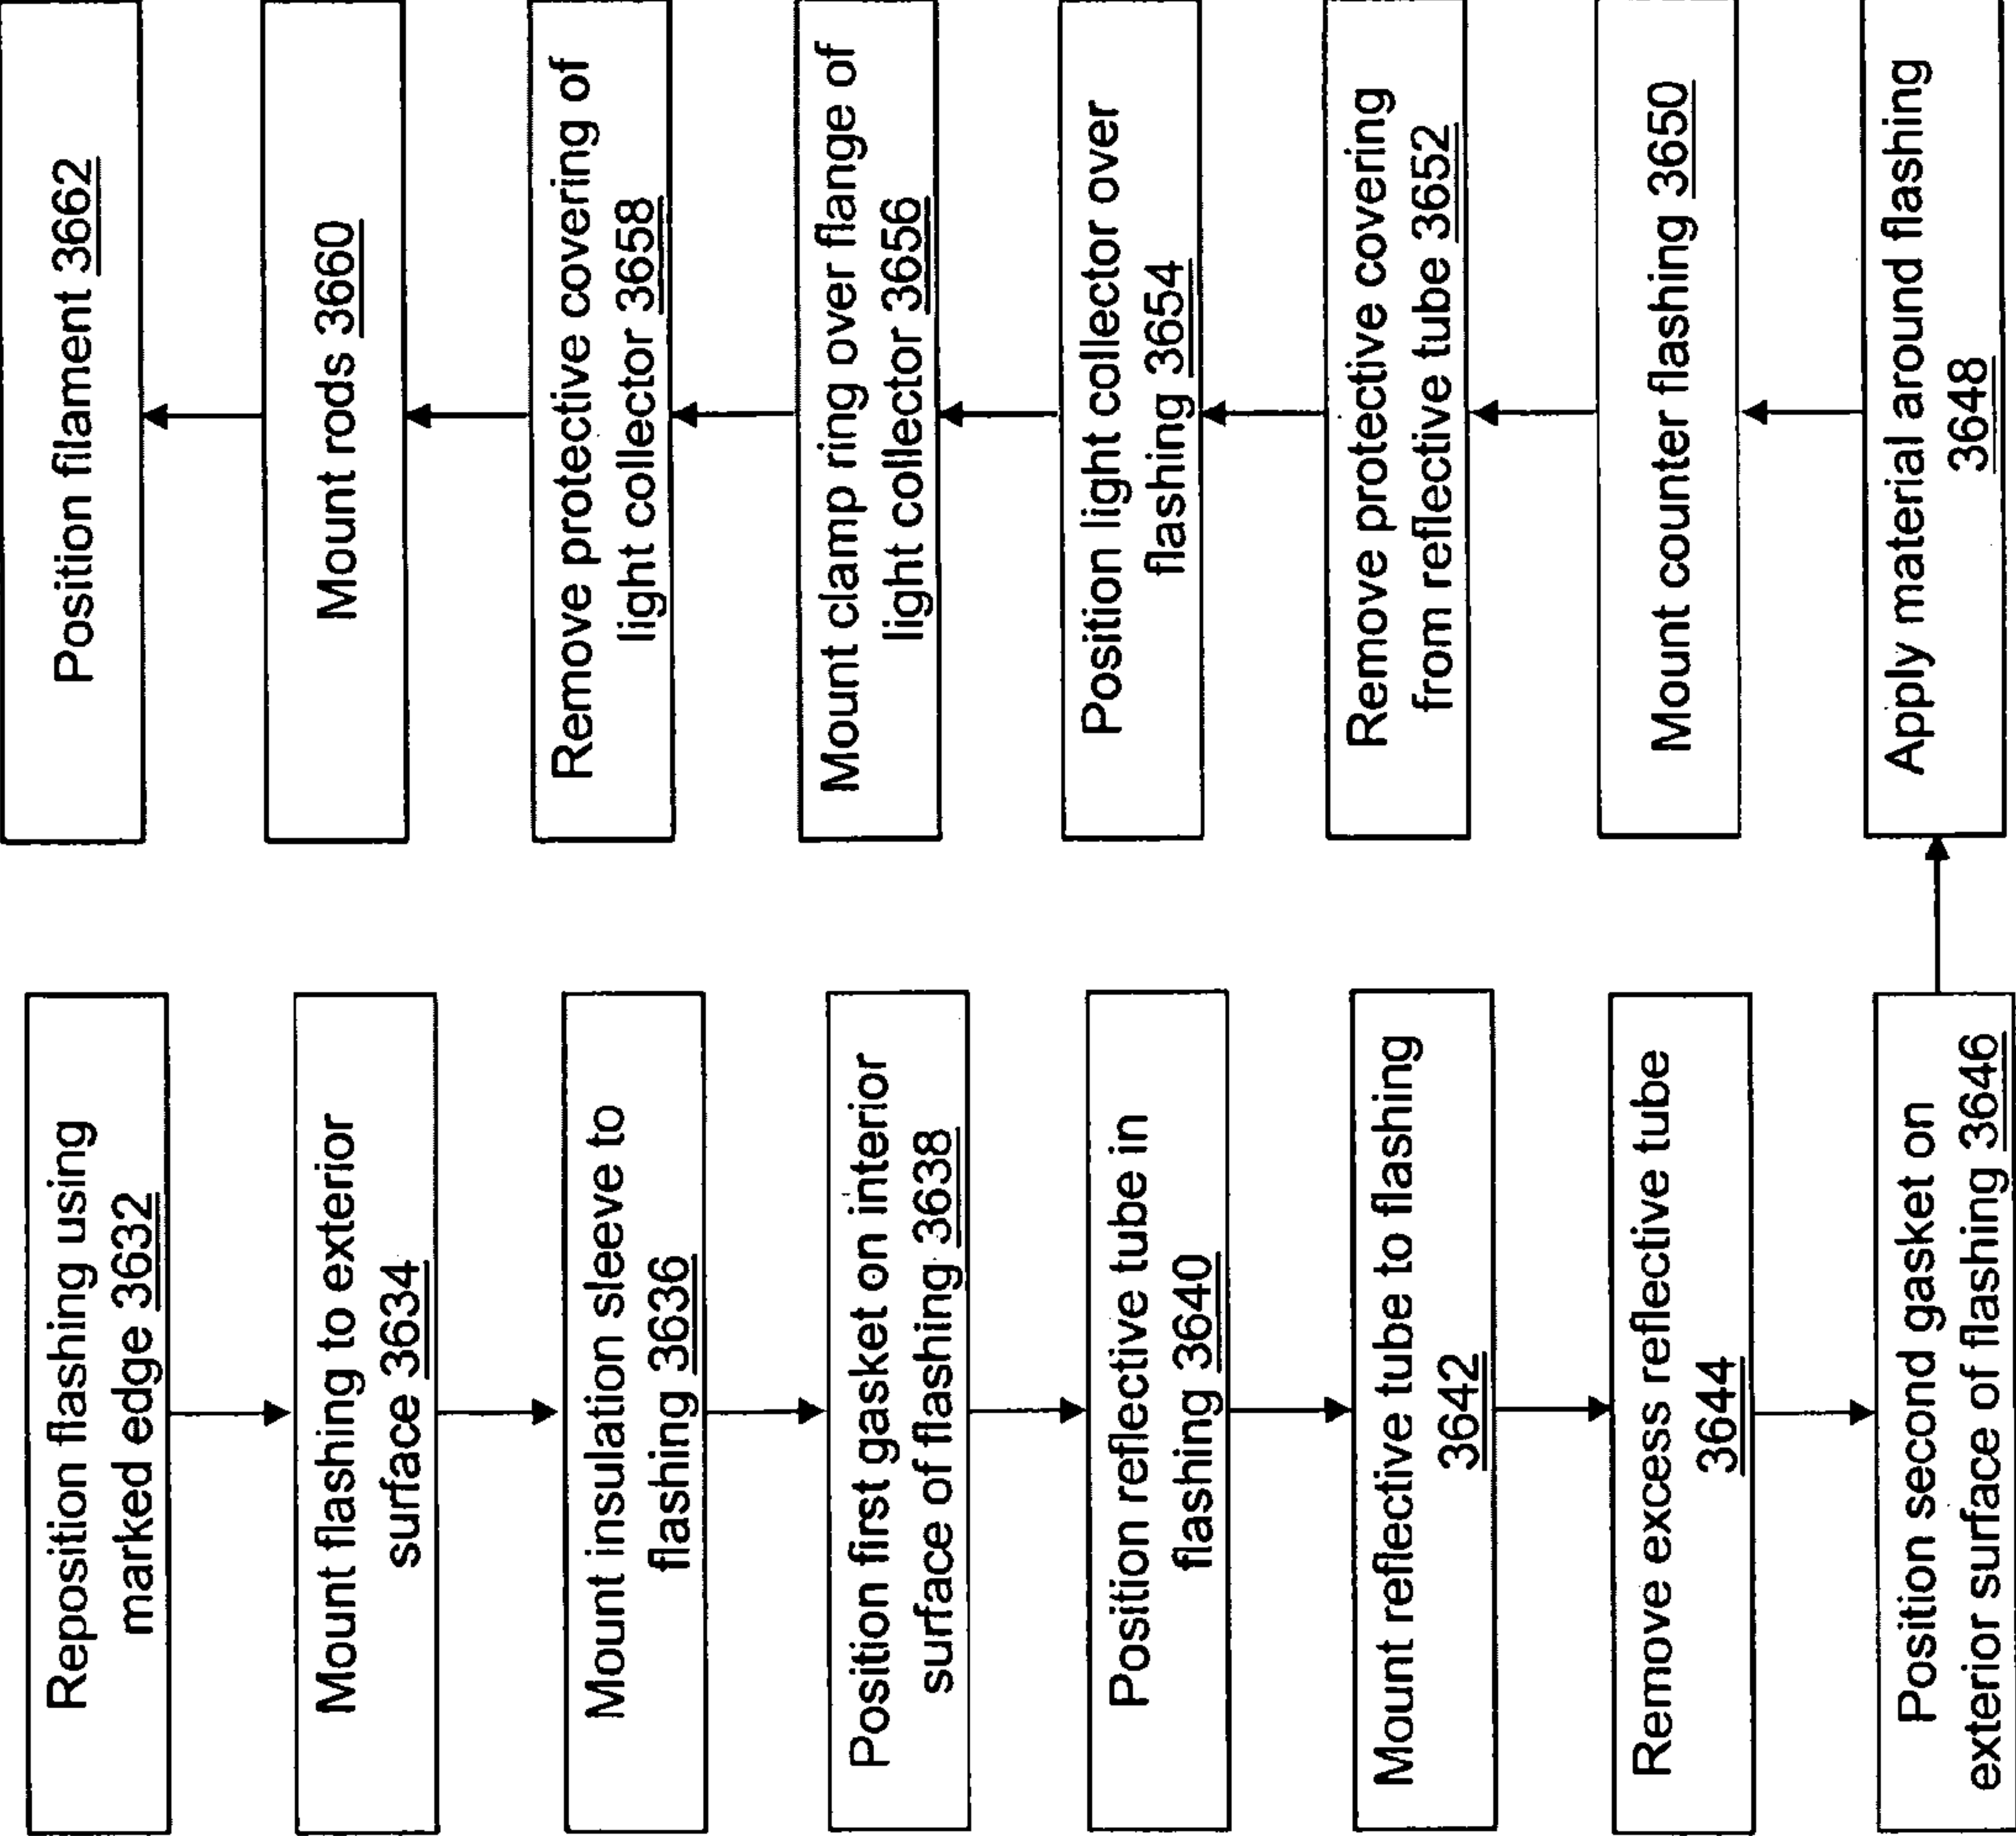 Reposition flashing using
marked edge 3632
Mount flashing to exterior
surface 3634
Mount insulation sleeve to
flashing 3636
Position first gasket on interior
surface of flashing 3638
Position reflective tube in
flashing 3640
Mount reflective tube to flashing
3642
Remove excess reflective tube
3644
Position second gasket on
exterior surface of flashing 3646
Apply material around flashing
3648
Mount counter flashing 3650
Remove protective covering
from reflective tube 3652
Position light collector over
flashing 3654
Mount clamp ring over flange of
light collector 3656
Remove protective covering of
light collector 3658
Mount rods 3660
Position filament 3662